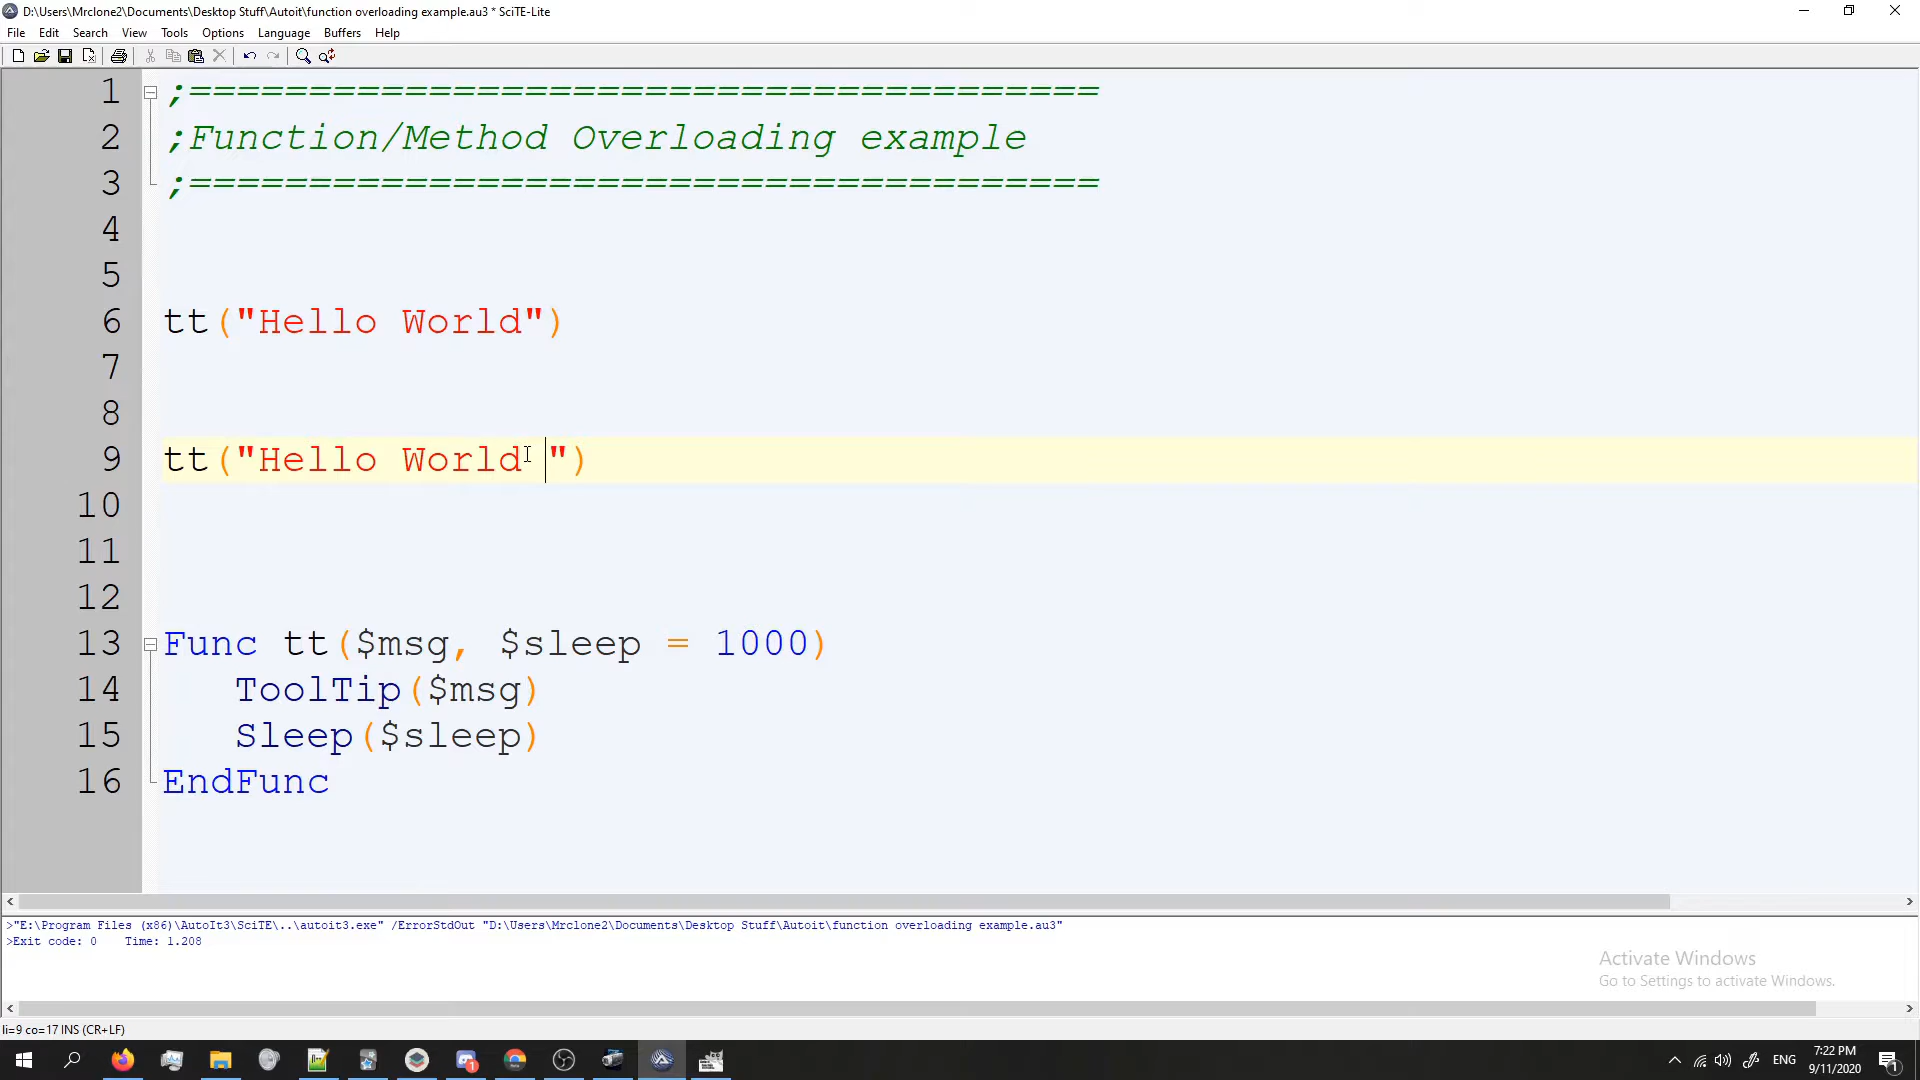 D:\Users\Mrclone2\Documents\Desktop Stuff\Autoit\function overloading example.au3 * SciTE-Lite
File Edit Search View Tools Options Language Buffers Help
1 ;======================================
2 ;Function/Method Overloading example
3 ;======================================
4
5
6 tt("Hello World")
7
8
9 tt("Hello World ")
10
11
12
13 Func tt($msg, $sleep = 1000)
14 ToolTip($msg)
15 Sleep($sleep)
16 EndFunc
>"E:\Program Files (x86)\AutoIt3\SciTE\..\autoit3.exe" /ErrorStdOut "D:\Users\Mrclone2\Documents\Desktop Stuff\Autoit\function overloading example.au3"
>Exit code: 0 Time: 1.208
Activate Windows
Go to Settings to activate Windows.
li=9 co=17 INS (CR+LF)
ENG
7:22 PM
9/11/2020